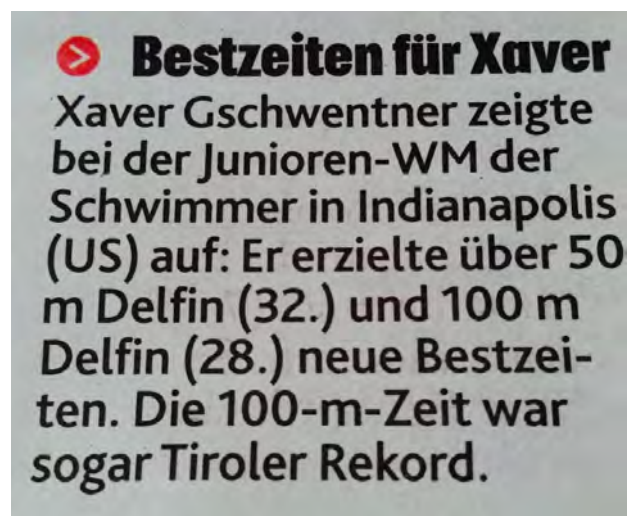 Bestzeiten für Xaver
Xaver Gschwentner zeigte
bei der Junioren-WM der
Schwimmer in Indianapolis
(US) auf: Er erzielte über 50
m Delfin (32.) und 100 m
Delfin (28.) neue Bestzei-
ten. Die 100-m-Zeit war
sogar Tiroler Rekord.